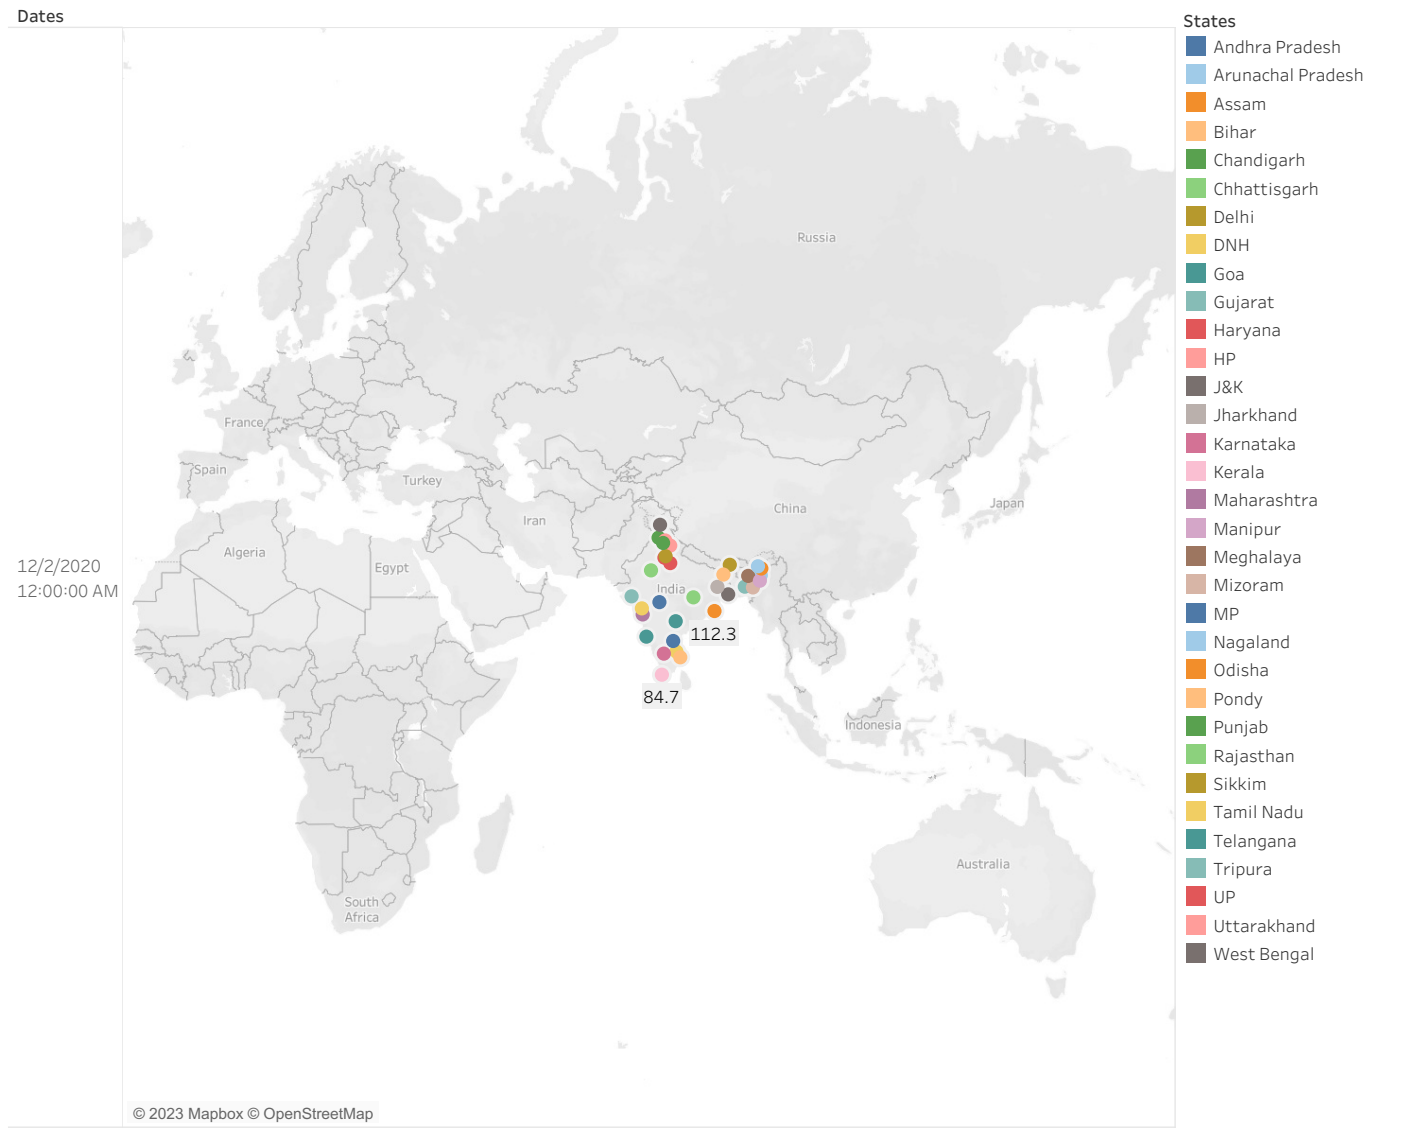 Dates
States
Andhra Pradesh
Arunachal Pradesh
Assam
Bihar
Chandigarh
Chhattisgarh
Delhi
DNH
Goa
Gujarat
Haryana
HP
J&K
Jharkhand
Karnataka
Kerala
Maharashtra
Manipur
Meghalaya
Mizoram
MP
Nagaland
Odisha
Pondy
Punjab
Rajasthan
Sikkim
Tamil Nadu
Telangana
Tripura
UP
Uttarakhand
West Bengal
12/2/2020
12:00:00 AM
Russia
France
Spain
Turkey
Iran
China
Japan
Algeria
Egypt
India
112.3
84.7
Indonesia
Australia
South
Africa
© 2023 Mapbox © OpenStreetMap